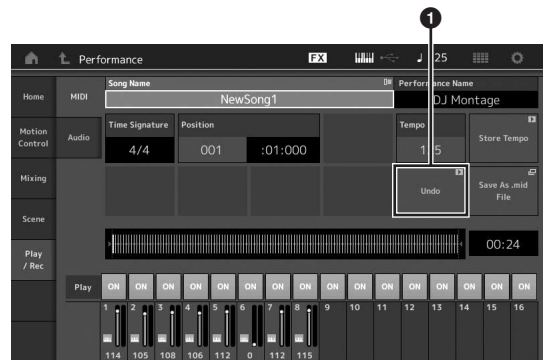 1
Performance FX 25
Song Name Performance Name
Home MIDI NewSong1 DJ Montage
Motion Control Audio Time Signature Position Tempo Store Tempo
4/4 001 :01:000 1 5
Mixing Undo Save As .mid File
Scene
00:24
Play / Rec
Play ON ON ON ON ON ON ON ON ON ON ON ON ON ON ON ON
1 2 3 4 5 6 7 8 9 10 11 12 13 14 15 16
114 105 108 106 112 0 112 115